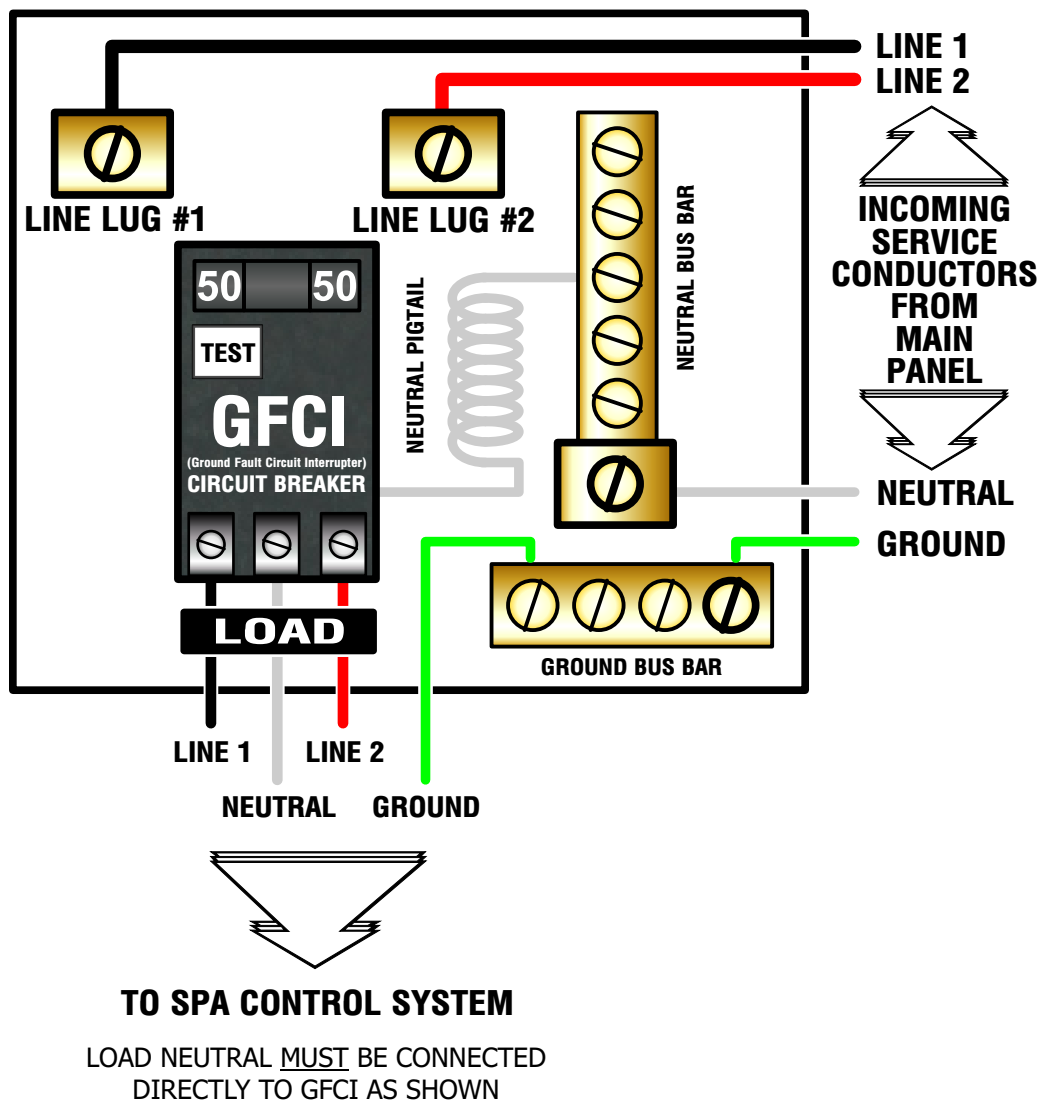 LINE 1
LINE 2
LINE LUG #1
LINE LUG #2
INCOMING
SERVICE
CONDUCTORS
FROM
MAIN
PANEL
NEUTRAL BUS BAR
NEUTRAL PIGTAIL
50
50
TEST
GFCI
(Ground Fault Circuit Interrupter)
CIRCUIT BREAKER
NEUTRAL
GROUND
LOAD
GROUND BUS BAR
LINE 1
LINE 2
NEUTRAL
GROUND
TO SPA CONTROL SYSTEM
LOAD NEUTRAL MUST BE CONNECTED
DIRECTLY TO GFCI AS SHOWN